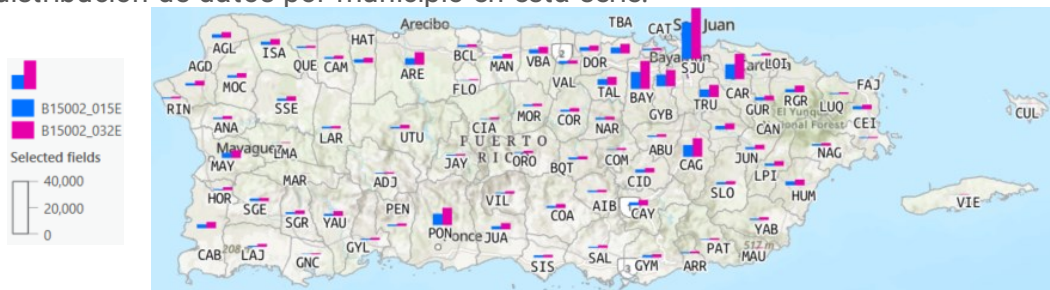 distribución de datos por municipio en esta serie.
B15002_015E
B15002_032E
Selected fields
40,000
20,000
0
TBA
CAT San Juan
Arecibo
HAT
AGL
ISA
QUE CAM
BCL
MAN
VBA
2
DOR
Bayamón
SJU
LOI
AGD
MOC
ARE
FLO
VAL
TAL
BAY
TRU
CAR
FAJ
RIN
SSE
GYB
GUR
RGR
LUQ
El Yunque
National Forest
CEI
CUL
ANA
LAR
UTU
CIA
MOR
COR
NAR
CAN
PUERTO
RICO
Mayaguez
LMA
MAY
JAY
ORO
BQT
COM
ABU
CAG
JUN
NAG
LPI
MAR
ADJ
CID
HOR
SGE
VIL
AIB
CAY
SLO
HUM
VIE
SGR
YAU
PEN
COA
PON
Ponce
JUA
YAB
CAB
LAJ
GNC
GYL
SIS
SAL
3
GYM
ARR
PAT
MAU